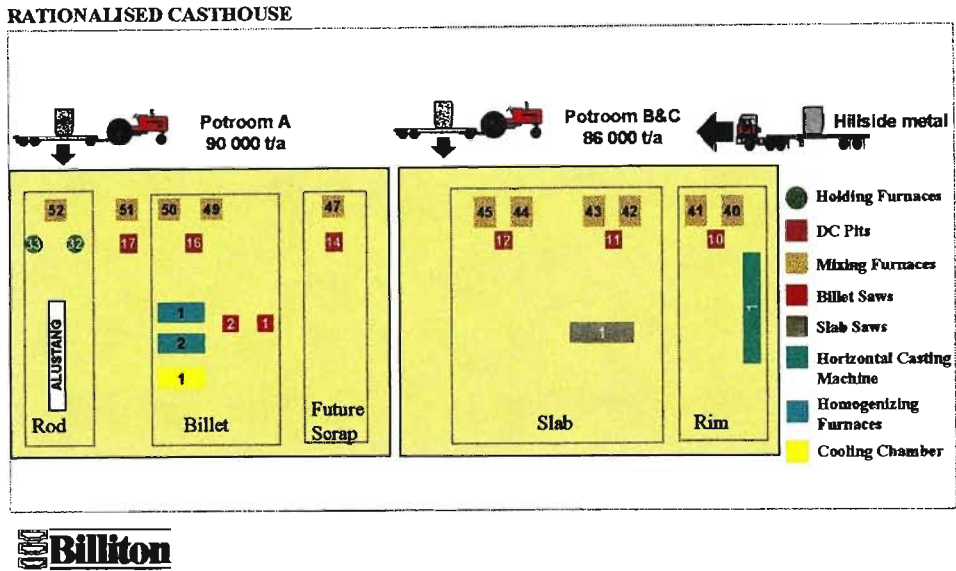 RATIONALISED CASTHOUSE
Potroom A
90 000 t/a
Potroom B&C
86 000 t/a
Hillside metal
52 51 50 49 47
33 32 17 16 14
1
2 1
2
1
ALUSTANG
Rod
Billet
Future
Scrap
45 44 43 42 41 40
12 11 10
1
1
Slab
Rim
Holding Furnaces
DC Pits
Mixing Furnaces
Billet Saws
Slab Saws
Horizontal Casting
Machine
Homogenizing
Furnaces
Cooling Chamber
Billiton